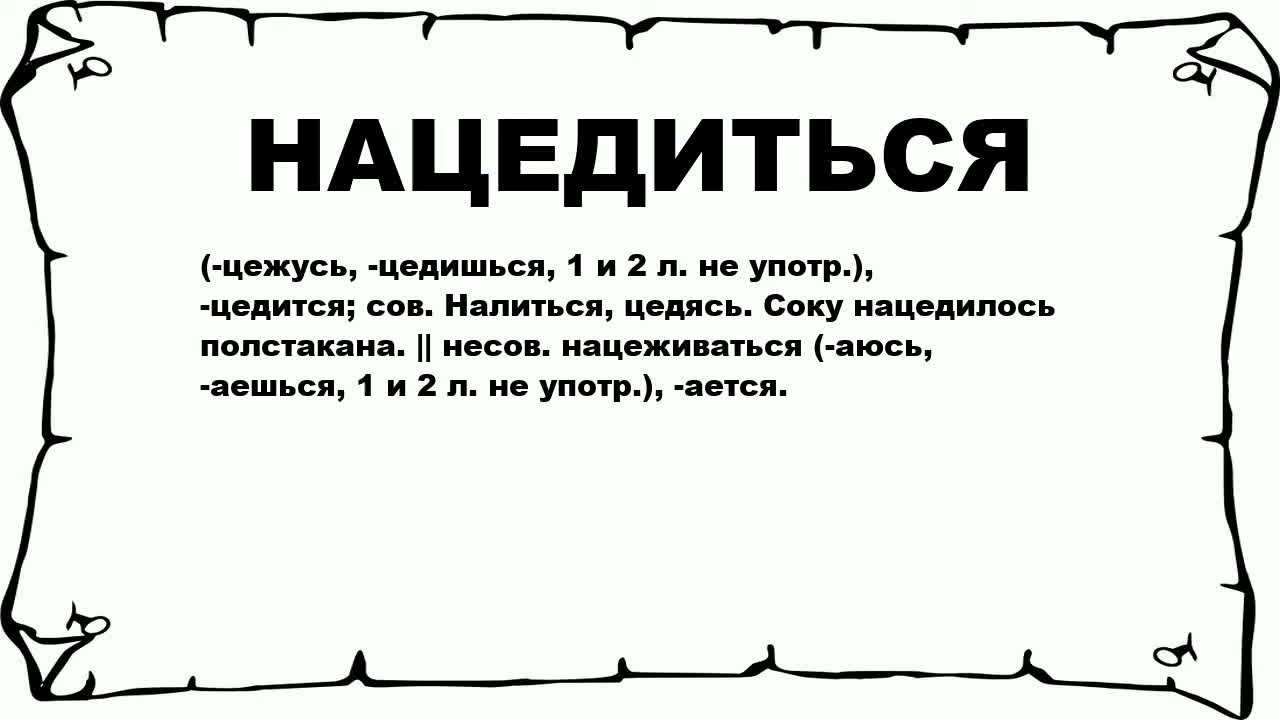 НАЦЕДИТЬСЯ
(-цежусь, -цедишься, 1 и 2 л. не употр.),
-цедится; сов. Налиться, цедясь. Соку нацедилось
полстакана. || несов. нацеживаться (-аюсь,
-аешься, 1 и 2 л. не употр.), -ается.